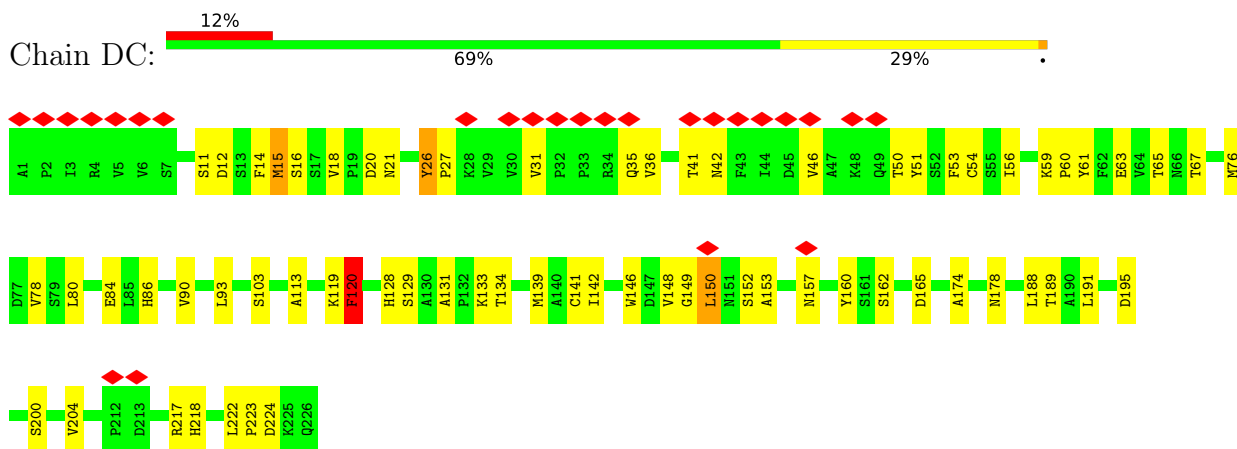 12%
Chain DC:
69% 29% •
A1 P2 I3 R4 V5 V6 S7 S11 D12 S13 F14 M15 S16 S17 V18 P19 D20 N21 Y26 P27 K28 V29 V30 V31 P32 P33 R34 Q35 V36 T41 N42 F43 I44 D45 V46 A47 K48 Q49 T50 Y51 S52 F53 C54 S55 I56 K59 P60 Y61 F62 E63 V64 T65 N66 T67 M76
D77 V78 S79 L80 E84 L85 H86 V90 L93 S103 A113 K119 F120 H128 S129 A130 A131 P132 K133 T134 M139 A140 C141 I142 W146 D147 V148 G149 L150 N151 S152 A153 N157 Y160 S161 S162 D165 A174 N178 L188 T189 A190 L191 D195
S200 V204 P212 D213 R217 H218 L222 P223 D224 K225 Q226